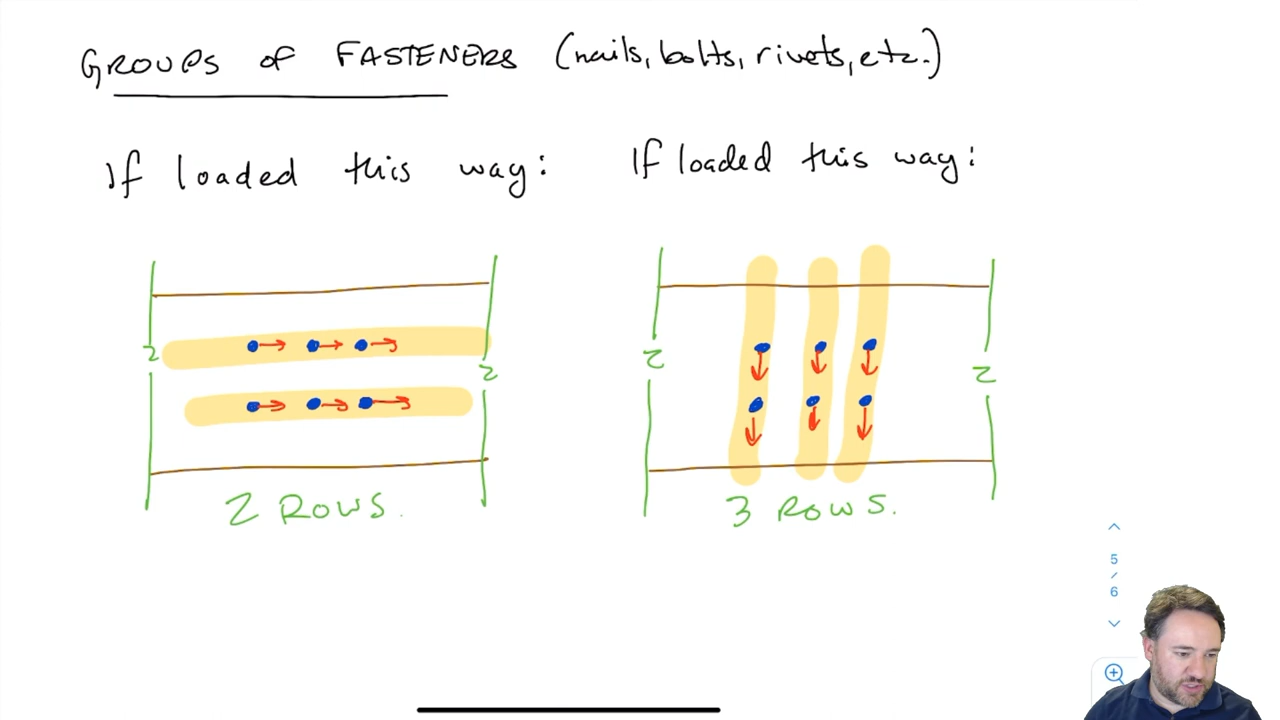 GROUPS of FASTENERS (nails, bolts, rivets, etc.)
If loaded this way:
If loaded this way:
2 ROWS.
3 ROWS.
5
/
6